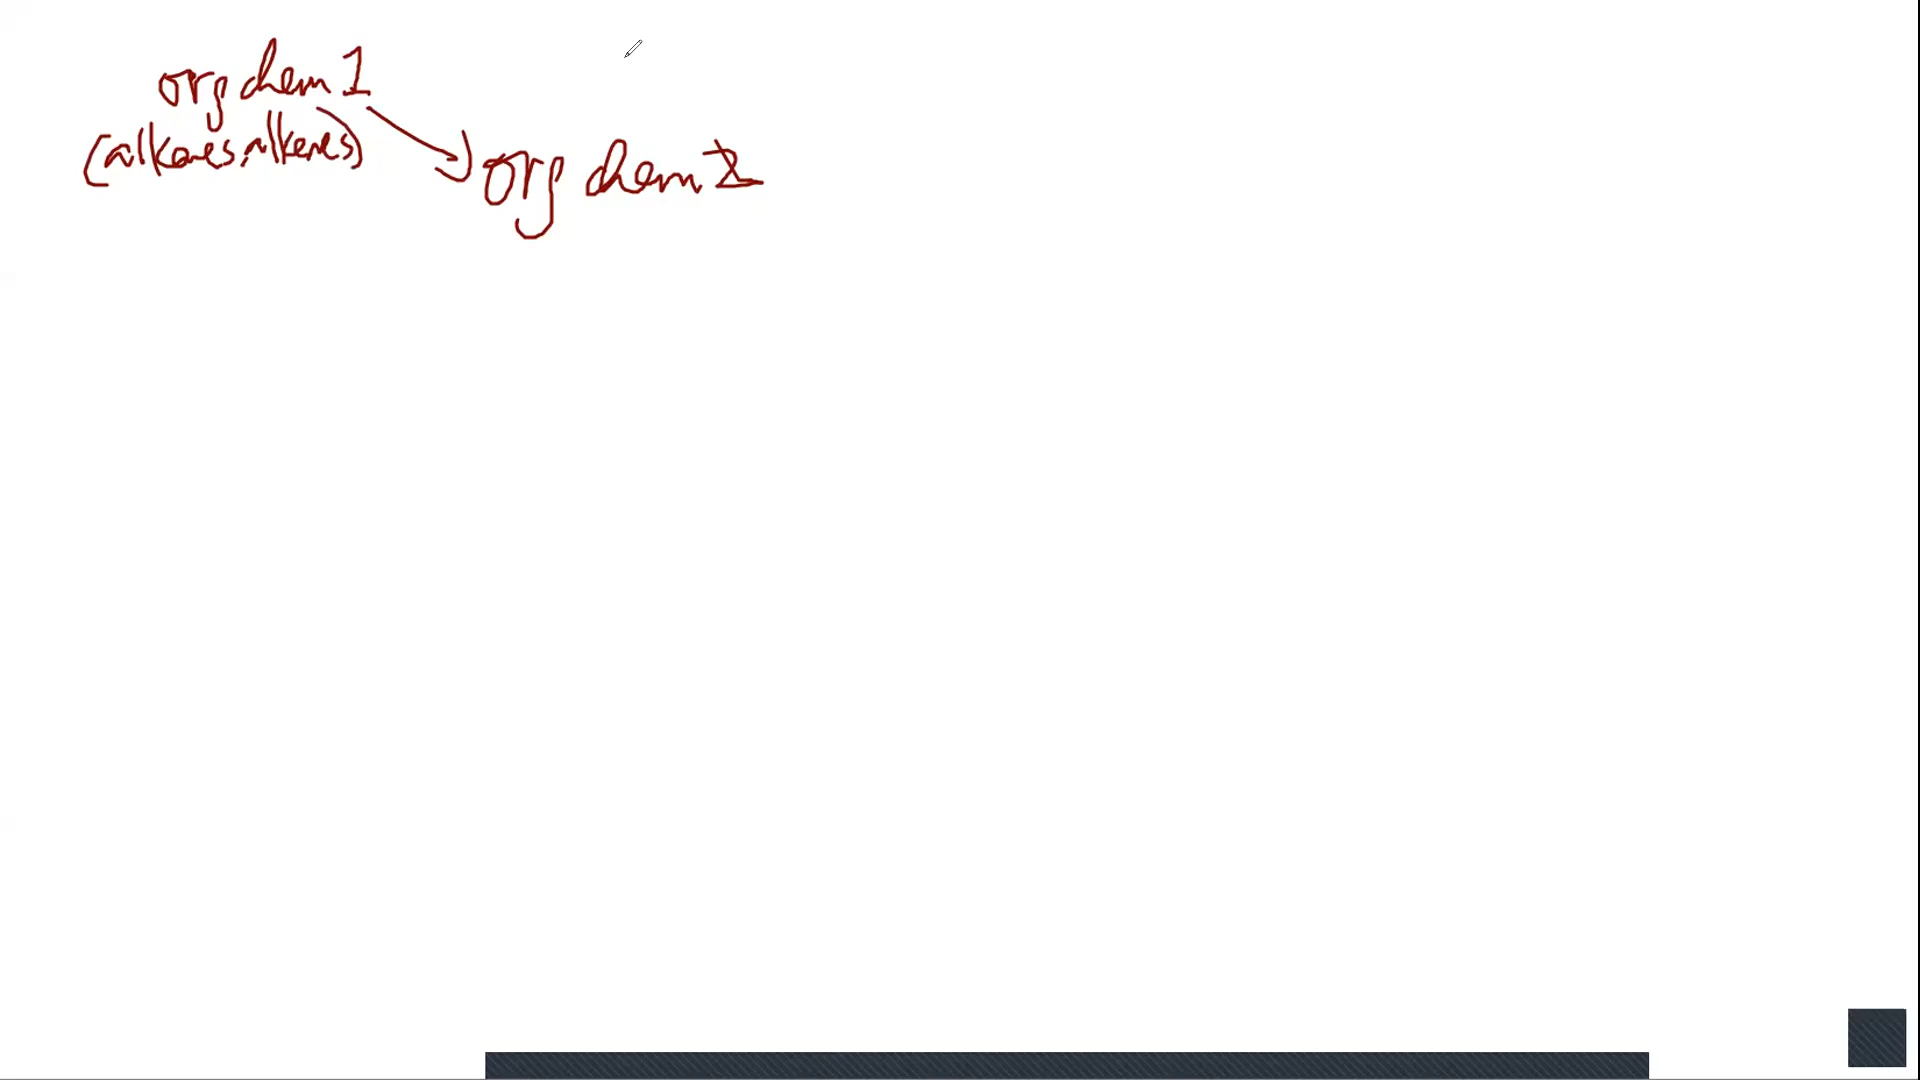 org chem 1
(alkanes, alkenes)
org chem 2